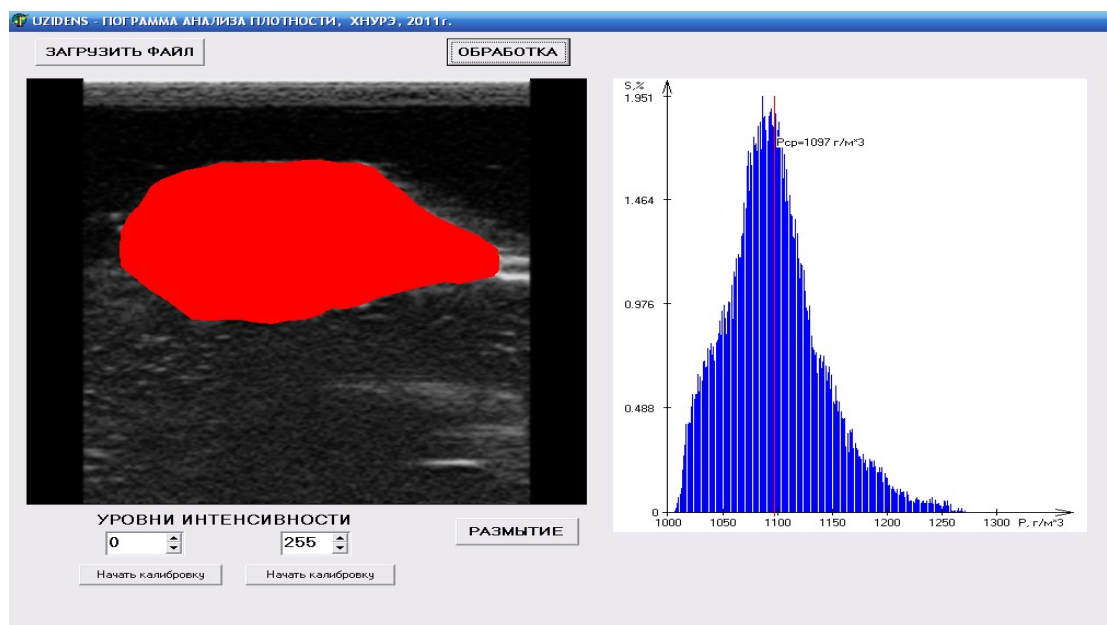 UZIDENS - ПОГРАММА АНАЛИЗА ПЛОТНОСТИ, ХНУРЭ, 2011г.
ЗАГРУЗИТЬ ФАЙЛ
ОБРАБОТКА
S,%
1.951
Pср=1097 г/м^3
1.464
0.976
0.488
0
1000 1050 1100 1150 1200 1250 1300 P, г/м^3
УРОВНИ ИНТЕНСИВНОСТИ
0 255
РАЗМЫТИЕ
Начать калибровку Начать калибровку